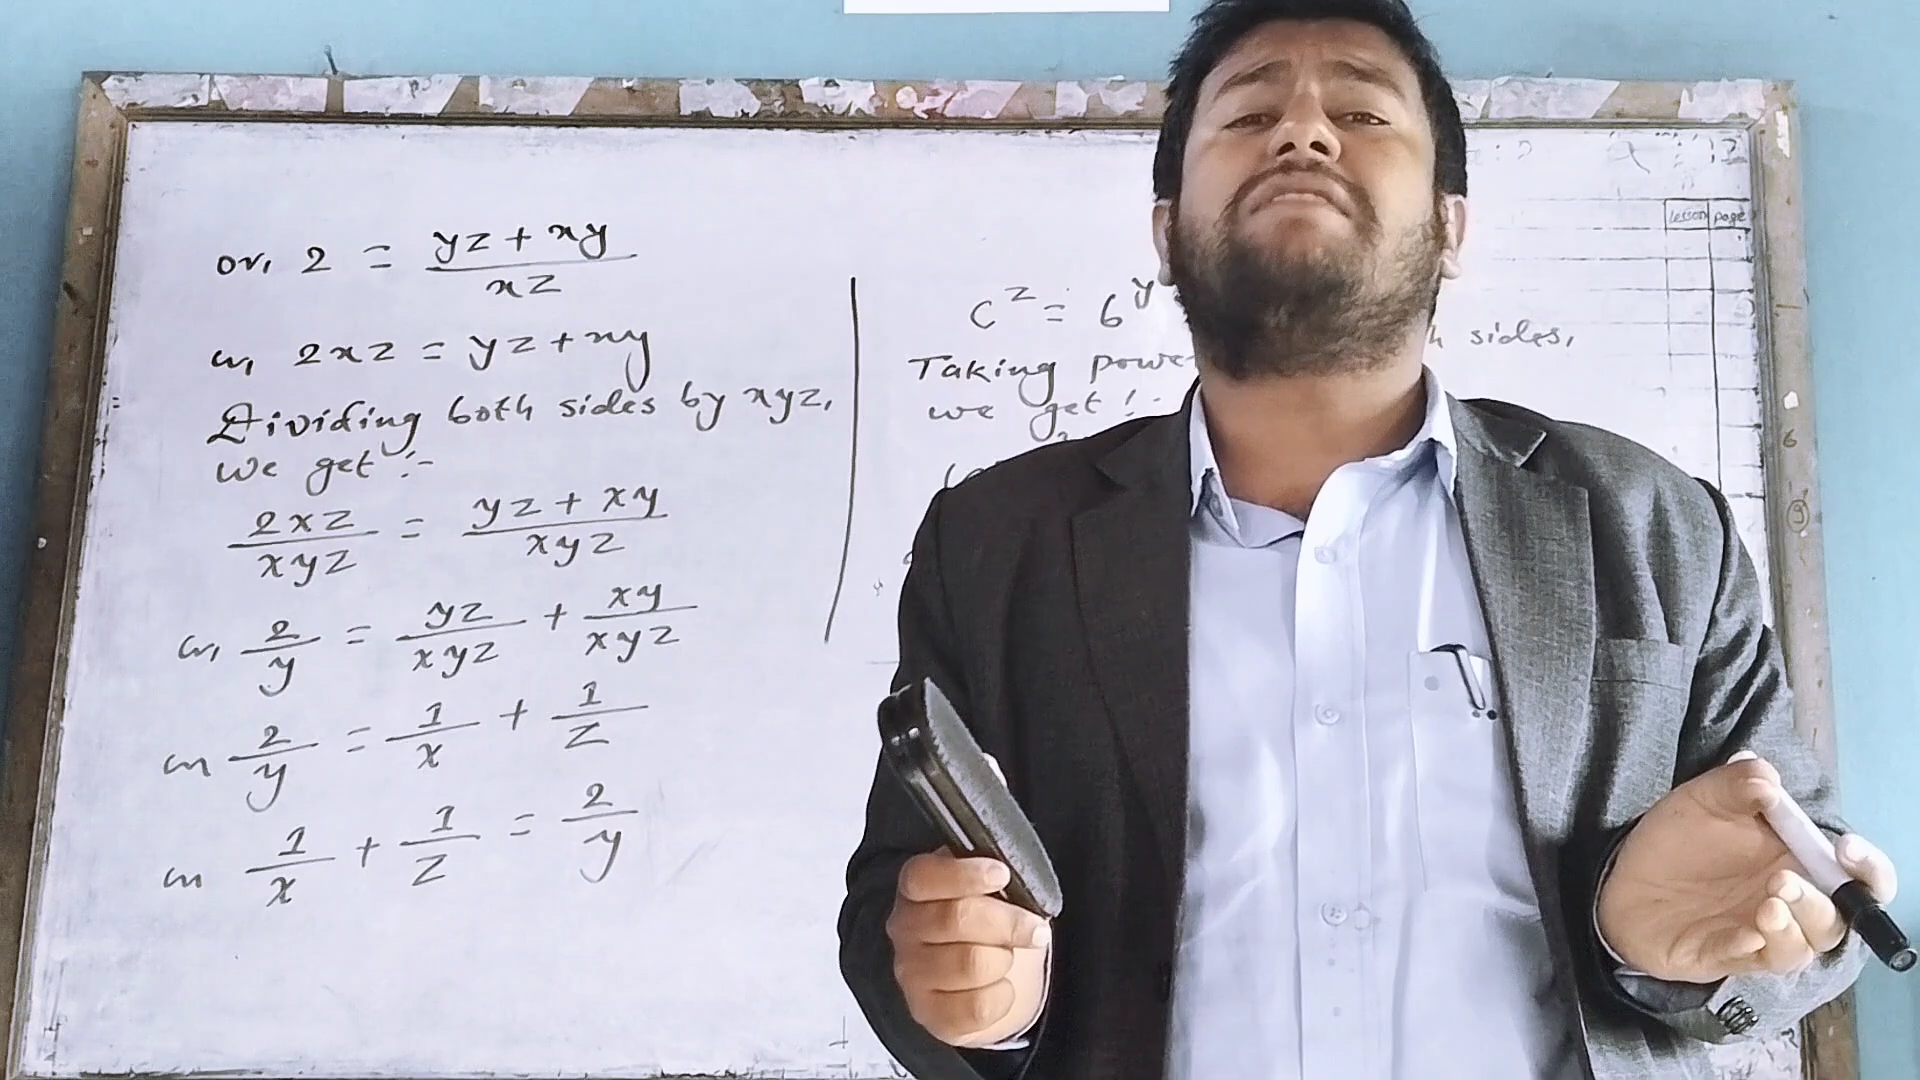 or, 2 = (yz + xy)/(xz)
or, 2xz = yz + xy
Dividing both sides by xyz,
we get :-
(2xz)/(xyz) = (yz + xy)/(xyz)
or, 2/y = (yz)/(xyz) + (xy)/(xyz)
or 2/y = 1/x + 1/z
or 1/x + 1/z = 2/y
c^z = 6^y
Taking sides,
we get :-
lesson page